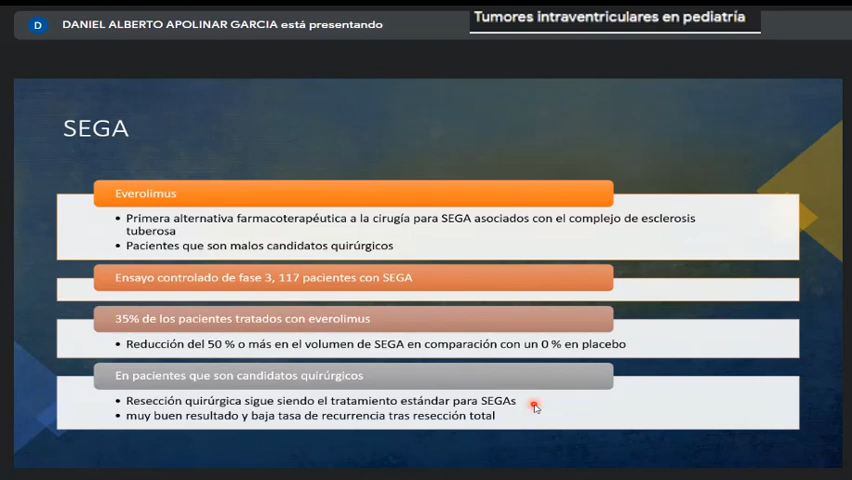 D DANIEL ALBERTO APOLINAR GARCIA está presentando
Tumores intraventriculares en pediatría
SEGA
Everolimus
• Primera alternativa farmacoterapéutica a la cirugía para SEGA asociados con el complejo de esclerosis
tuberosa
• Pacientes que son malos candidatos quirúrgicos
Ensayo controlado de fase 3, 117 pacientes con SEGA
35% de los pacientes tratados con everolimus
• Reducción del 50 % o más en el volumen de SEGA en comparación con un 0 % en placebo
En pacientes que son candidatos quirúrgicos
• Resección quirúrgica sigue siendo el tratamiento estándar para SEGAs
• muy buen resultado y baja tasa de recurrencia tras resección total